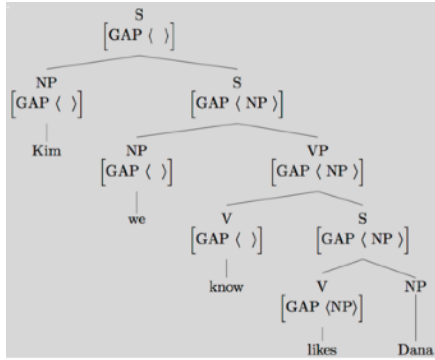 S
[GAP ⟨ ⟩]
NP
[GAP ⟨ ⟩]
S
[GAP ⟨ NP ⟩]
Kim
NP
[GAP ⟨ ⟩]
VP
[GAP ⟨ NP ⟩]
we
V
[GAP ⟨ ⟩]
S
[GAP ⟨ NP ⟩]
know
V
[GAP ⟨NP⟩]
NP
likes
Dana